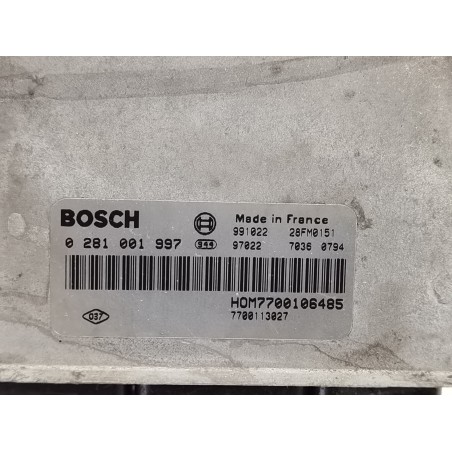 BOSCH Made in France
991022 28FM0151
0 281 001 997 944 97022 7036 0794
HOM7700106485
037 7700113027